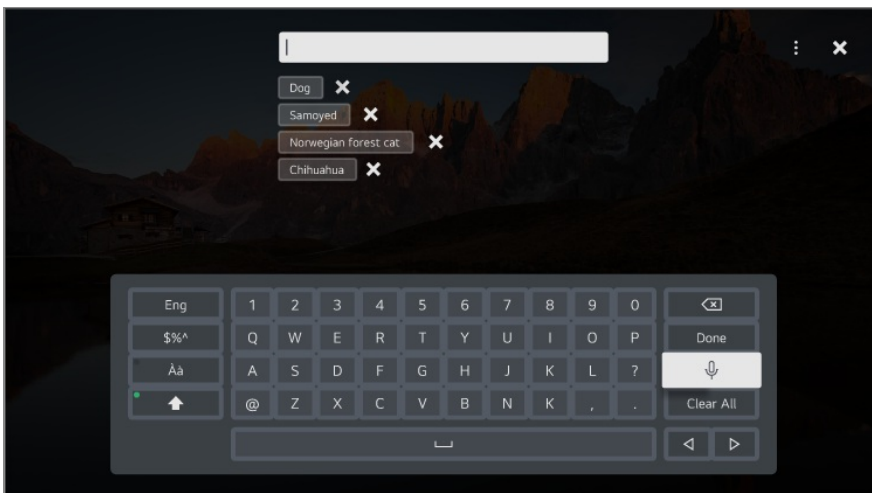 Dog
Samoyed
Norwegian forest cat
Chihuahua
Eng 1 2 3 4 5 6 7 8 9 0
$%^ Q W E R T Y U I O P Done
Àà A S D F G H J K L ?
@ Z X C V B N K , . Clear All